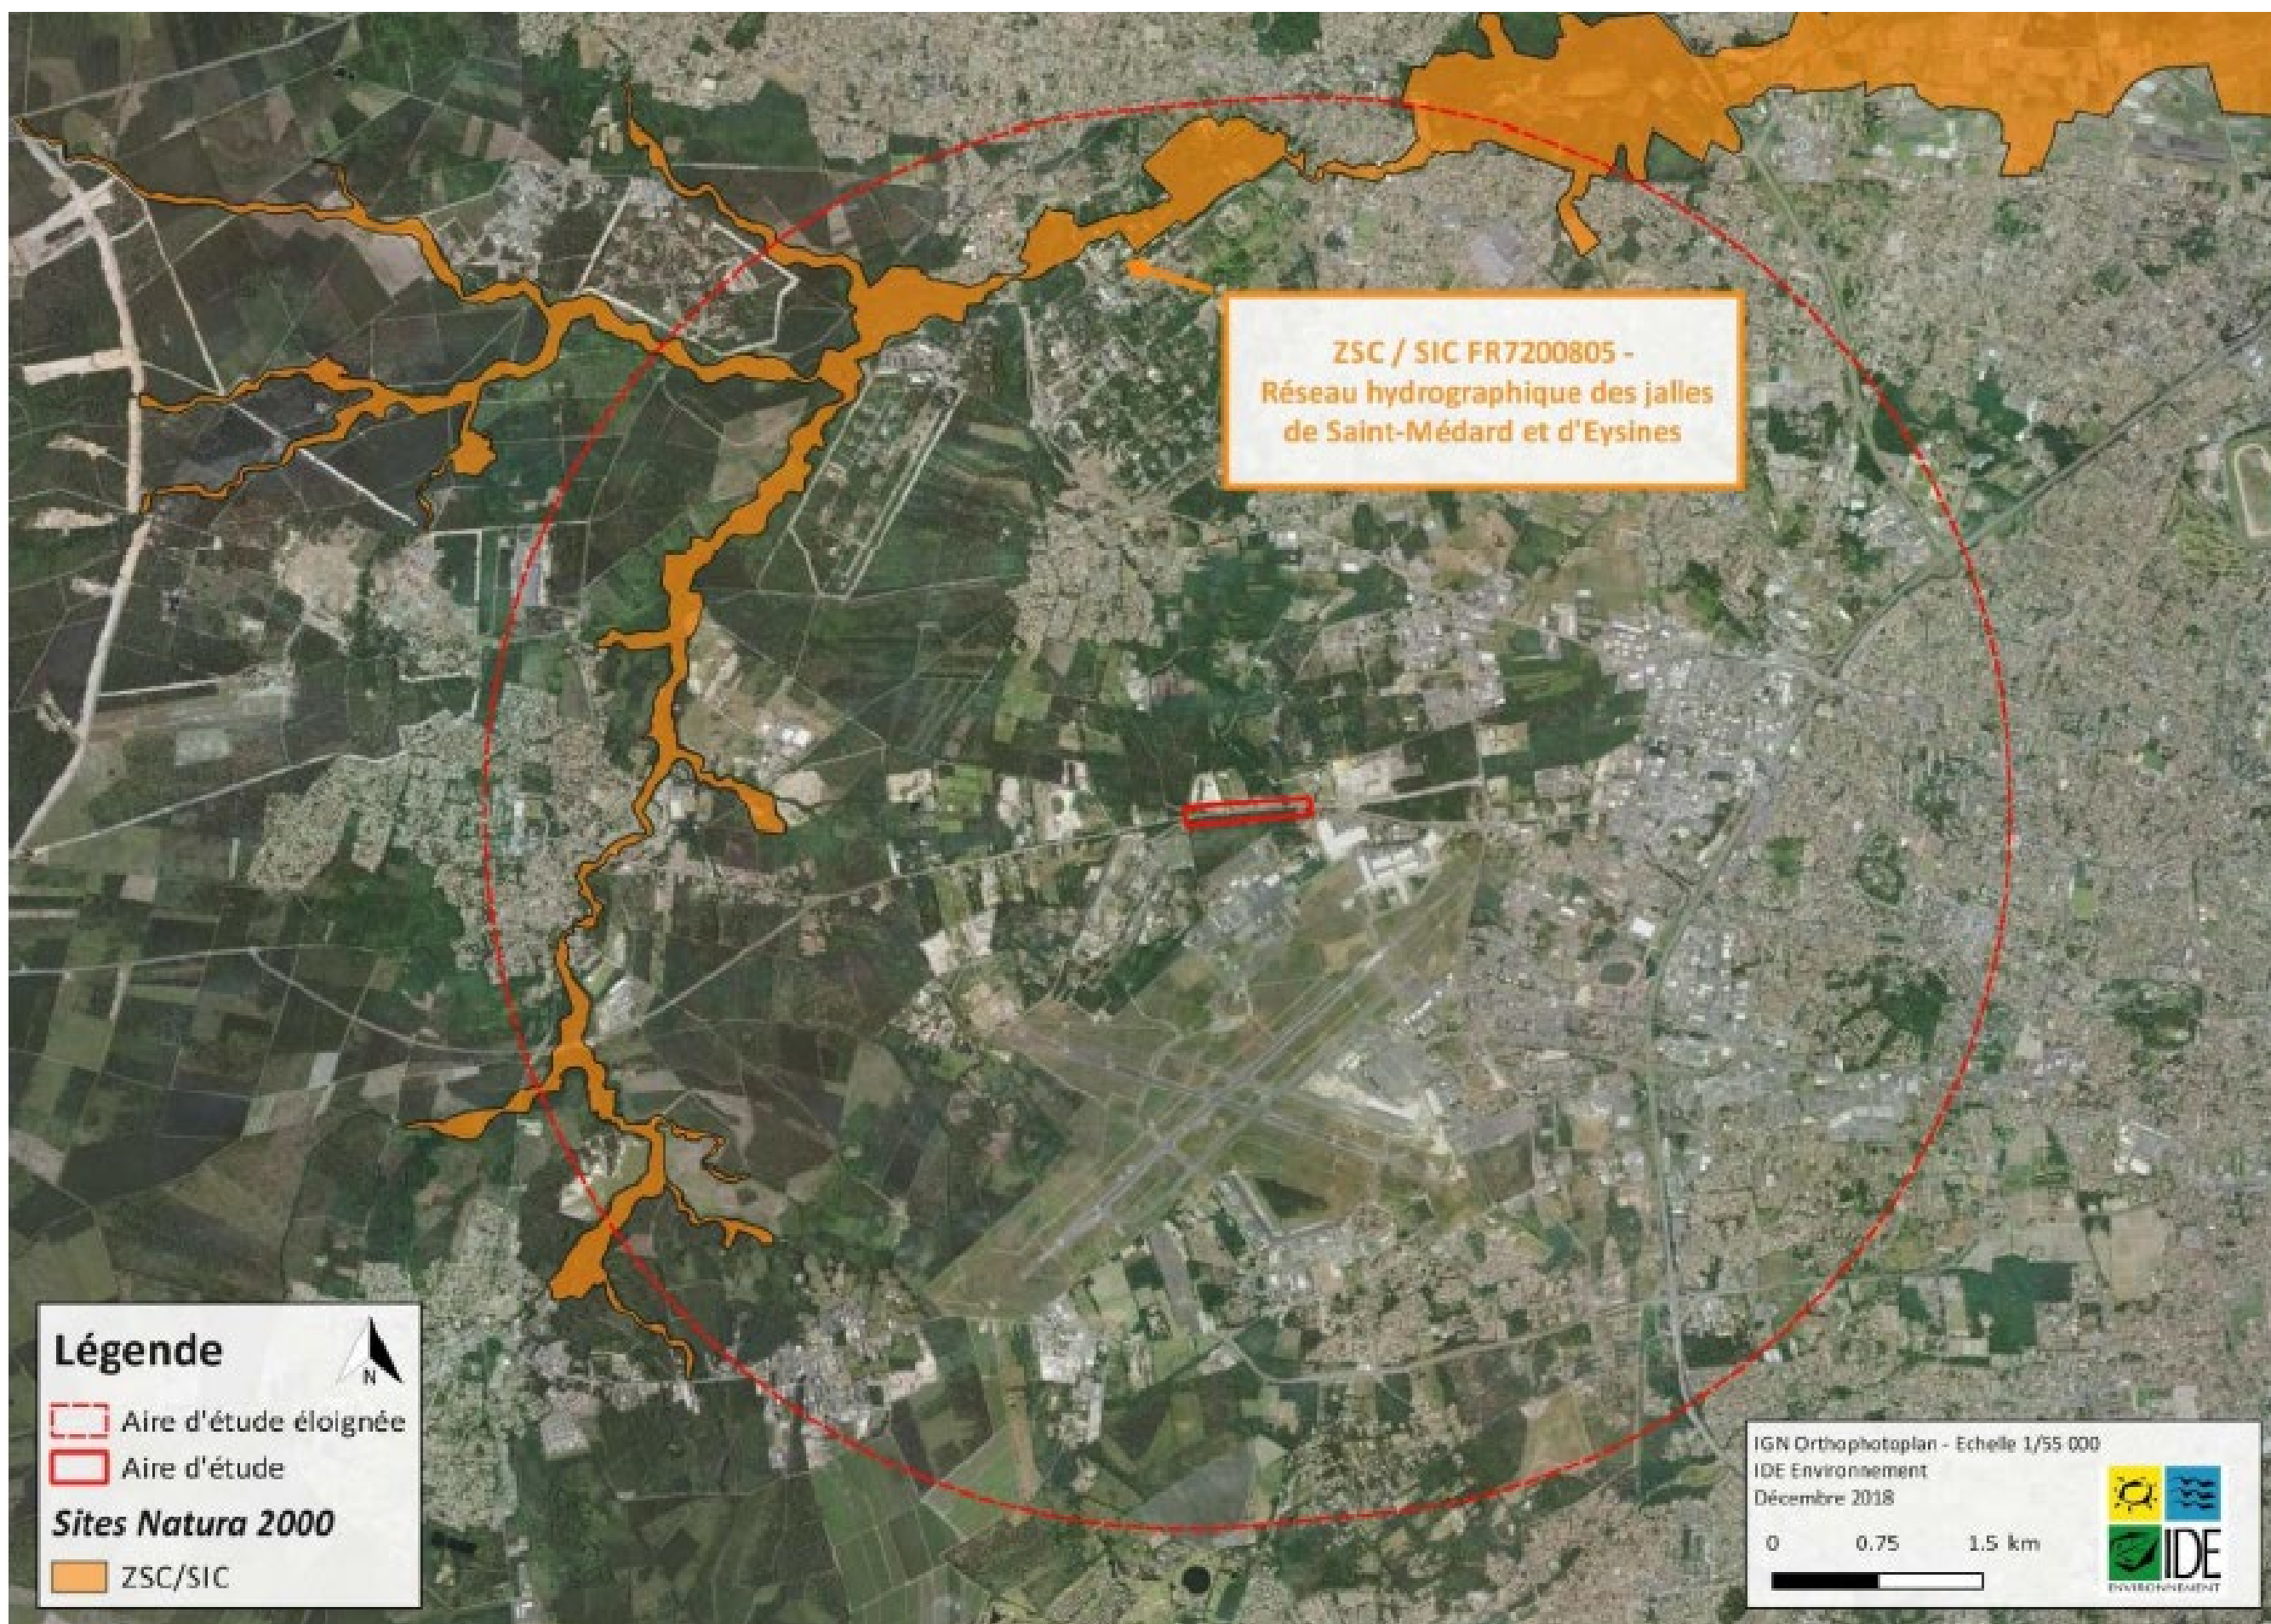 ZSC / SIC FR7200805 -
Réseau hydrographique des jalles
de Saint-Médard et d'Eysines
Légende
N
Aire d'étude éloignée
Aire d'étude
Sites Natura 2000
ZSC/SIC
IGN Orthophotoplan - Echelle 1/55 000
IDE Environnement
Décembre 2018
0 0.75 1.5 km
IDE
ENVIRONNEMENT